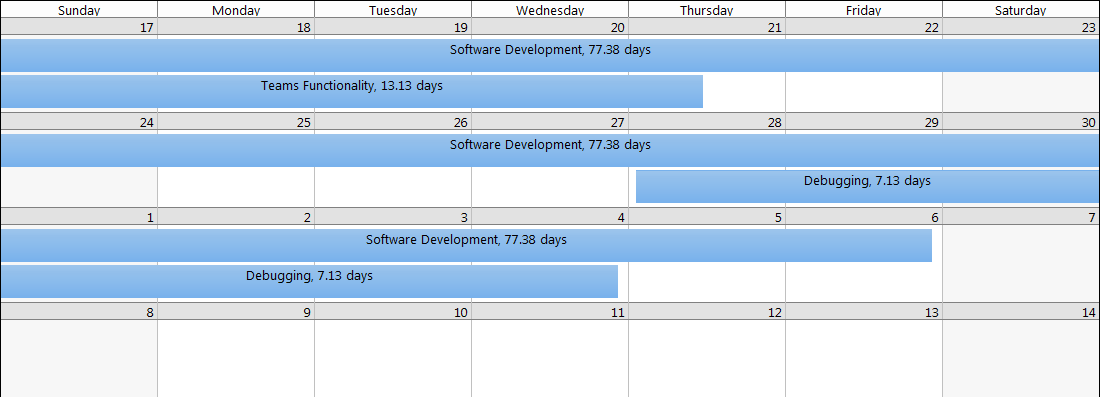 Sunday Monday Tuesday Wednesday Thursday Friday Saturday
17 18 19 20 21 22 23
Software Development, 77.38 days
Teams Functionality, 13.13 days
24 25 26 27 28 29 30
Software Development, 77.38 days
Debugging, 7.13 days
1 2 3 4 5 6 7
Software Development, 77.38 days
Debugging, 7.13 days
8 9 10 11 12 13 14